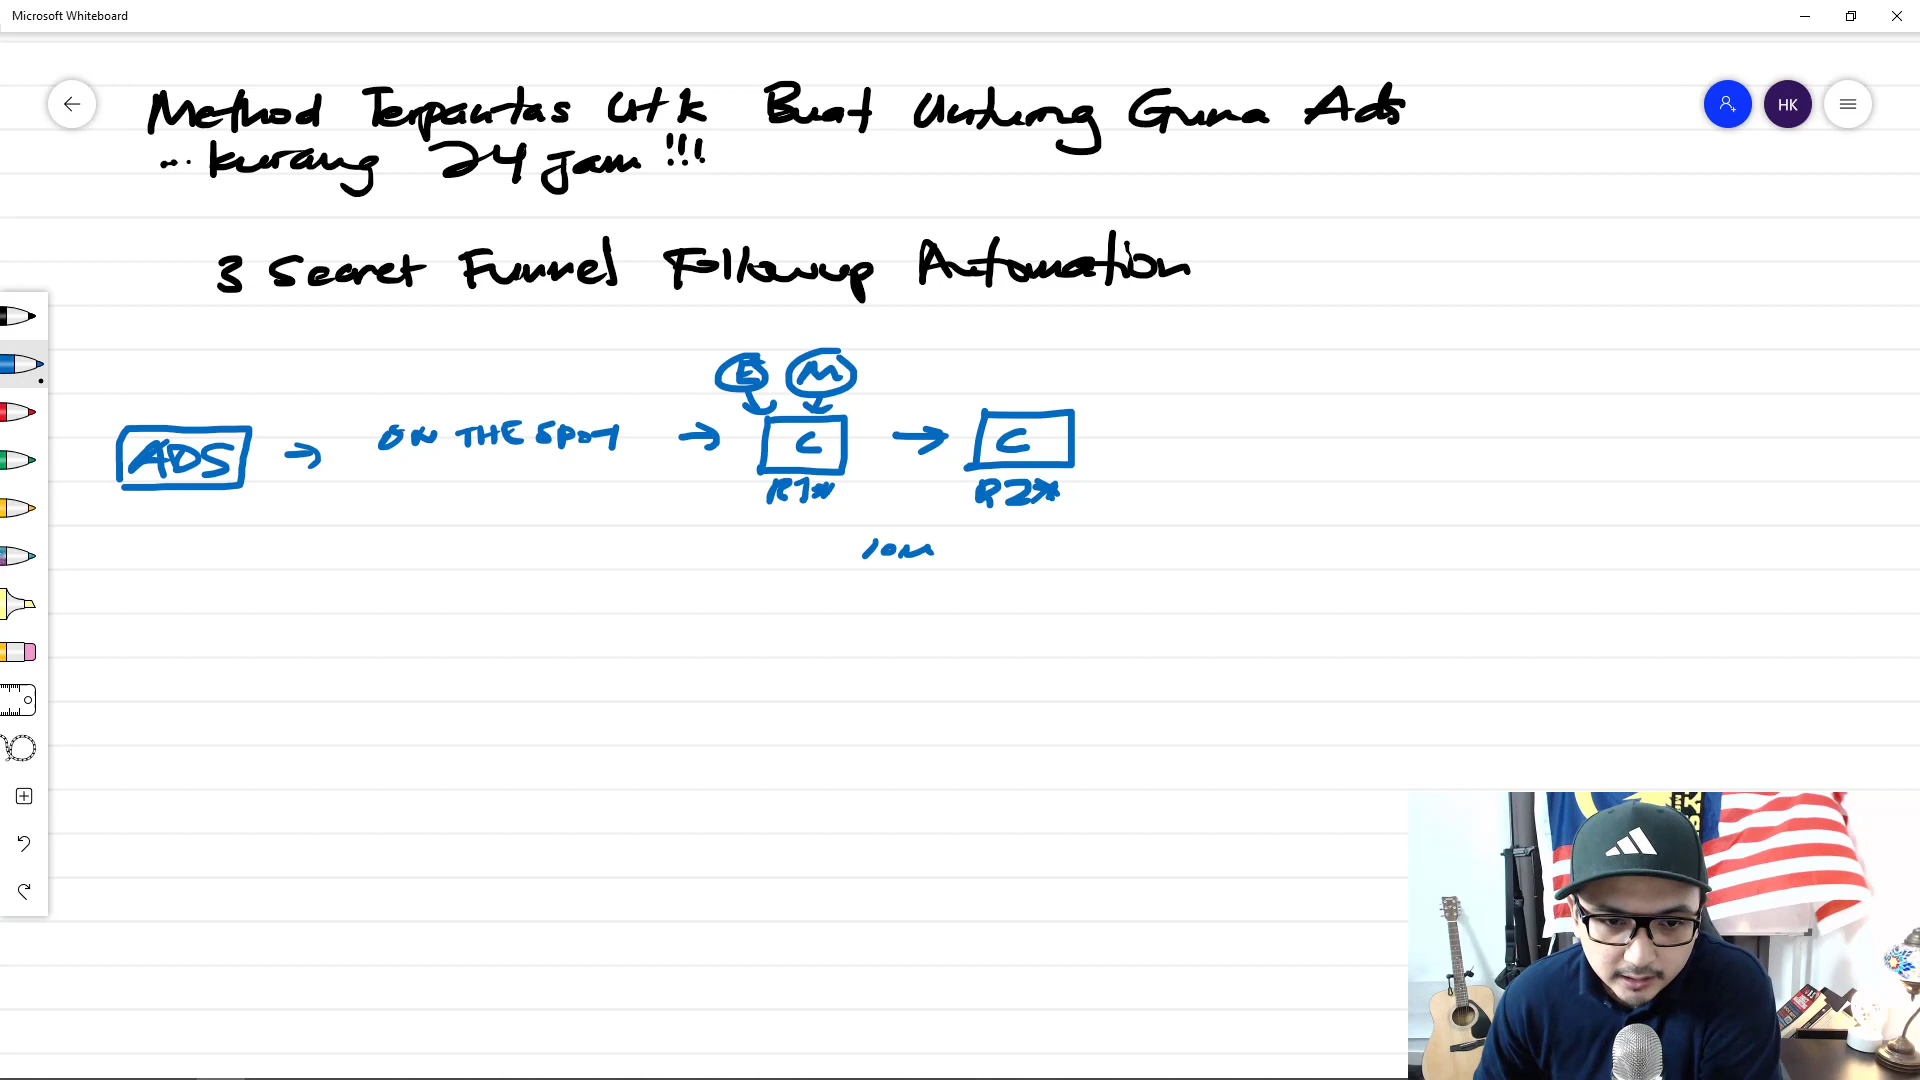 Microsoft Whiteboard
Method Terpantas Utk Buat Untung Guna Ads
... kurang 24 jam !!!
HK
3 Secret Funnel Followup Automation
E M
ADS → ON THE SPOT → C → C
R1* R2*
10M